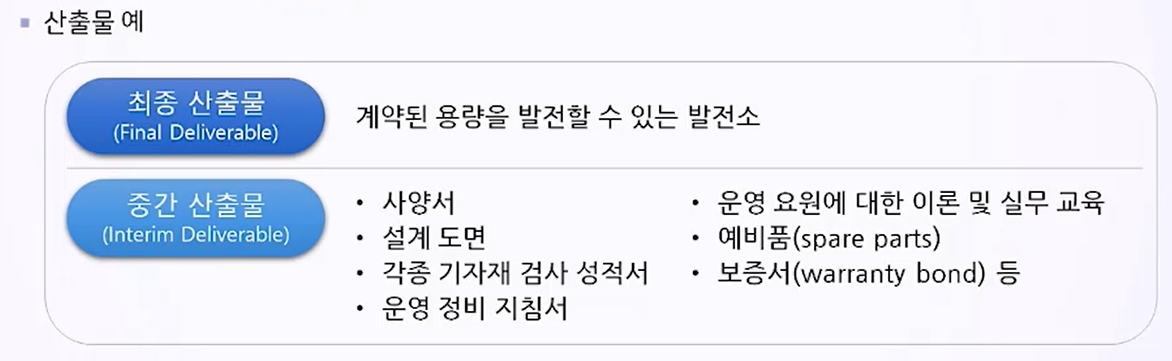 ▪ 산출물 예
최종 산출물
(Final Deliverable)
계약된 용량을 발전할 수 있는 발전소
중간 산출물
(Interim Deliverable)
• 사양서
• 설계 도면
• 각종 기자재 검사 성적서
• 운영 정비 지침서
• 운영 요원에 대한 이론 및 실무 교육
• 예비품(spare parts)
• 보증서(warranty bond) 등